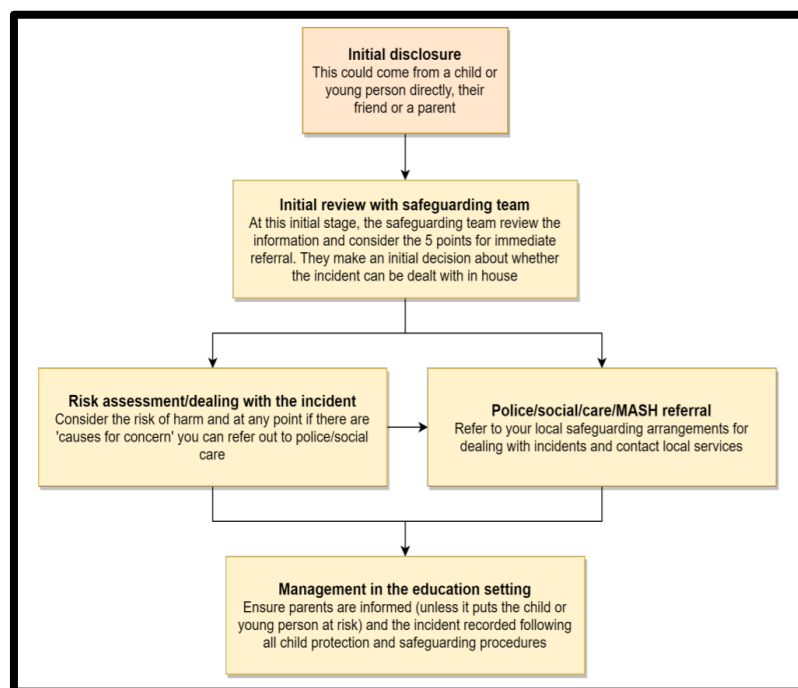 Initial disclosure
This could come from a child or
young person directly, their
friend or a parent
Initial review with safeguarding team
At this initial stage, the safeguarding team review the
information and consider the 5 points for immediate
referral. They make an initial decision about whether
the incident can be dealt with in house
Risk assessment/dealing with the incident
Consider the risk of harm and at any point if there are
'causes for concern' you can refer out to police/social
care
Police/social/care/MASH referral
Refer to your local safeguarding arrangements for
dealing with incidents and contact local services
Management in the education setting
Ensure parents are informed (unless it puts the child or
young person at risk) and the incident recorded following
all child protection and safeguarding procedures